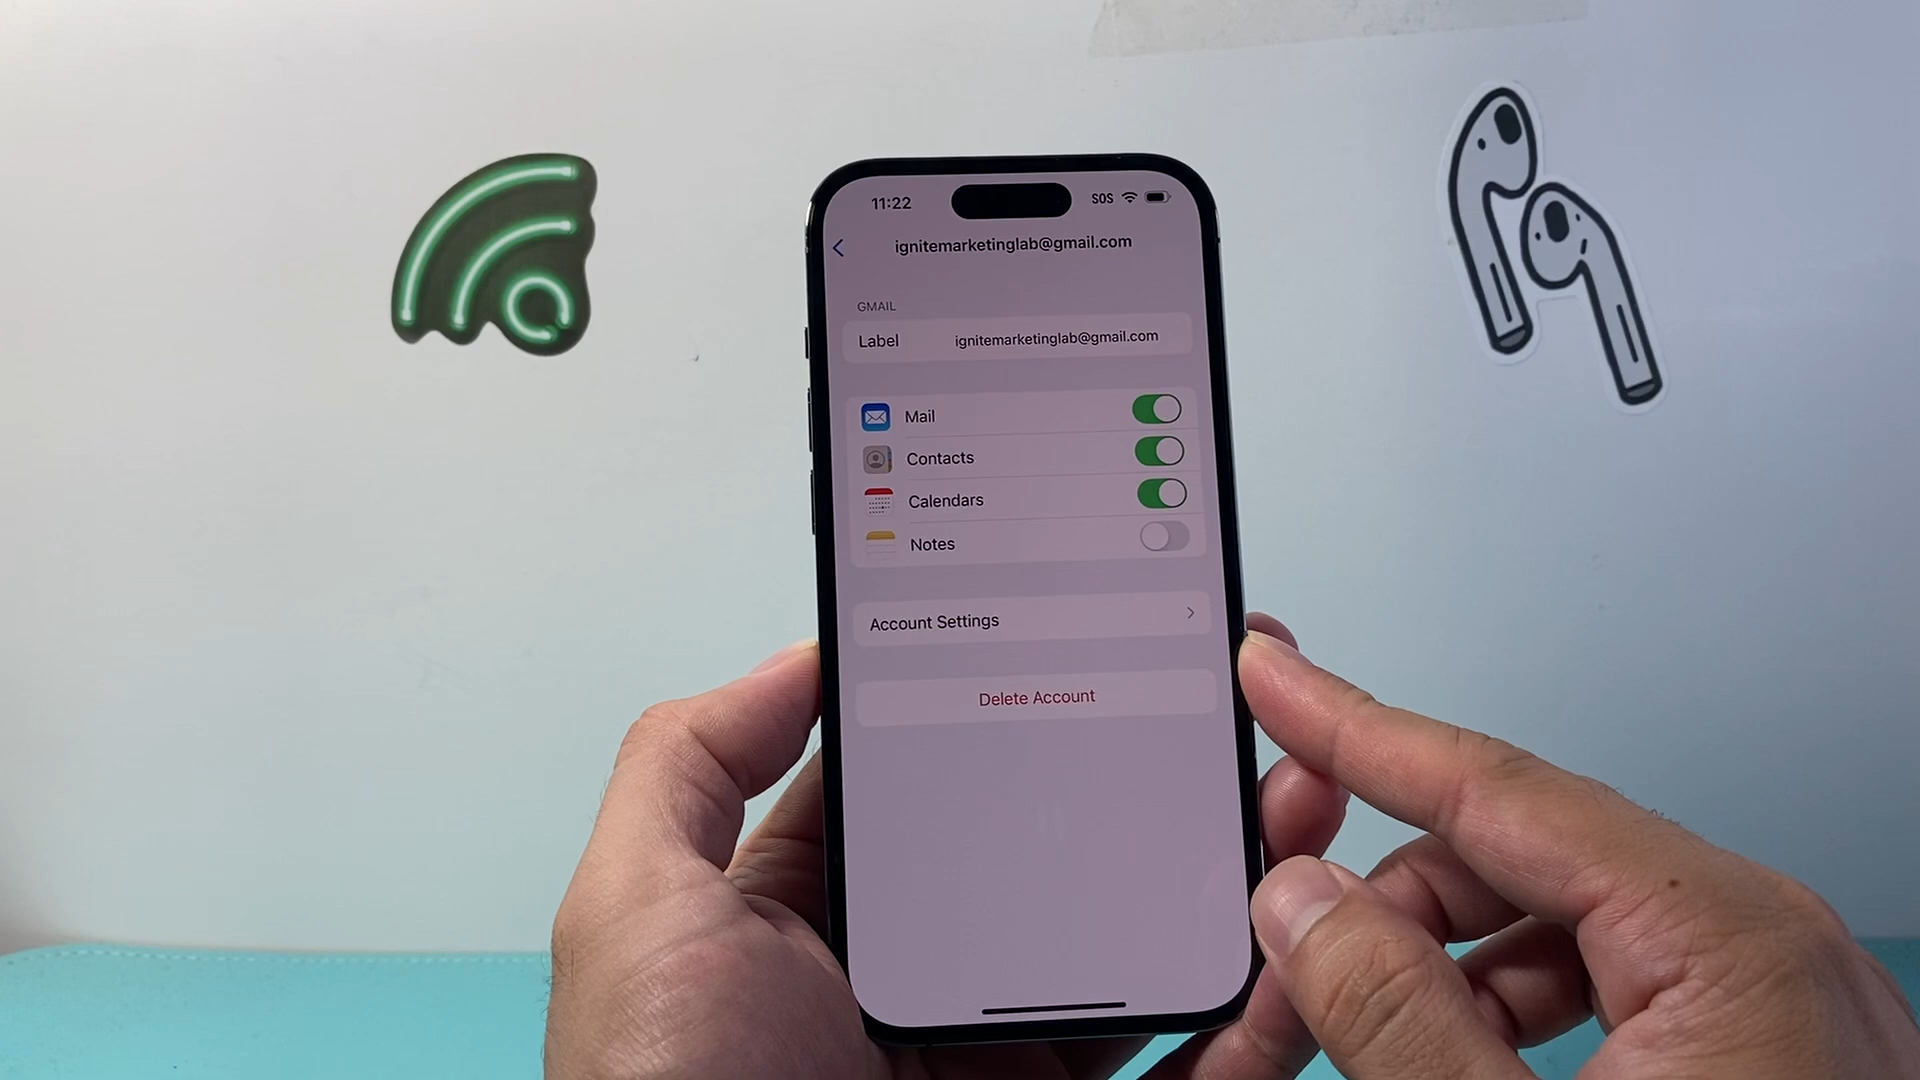 11:22 SOS
ignitemarketinglab@gmail.com
GMAIL
Label ignitemarketinglab@gmail.com
Mail
Contacts
Calendars
Notes
Account Settings
Delete Account